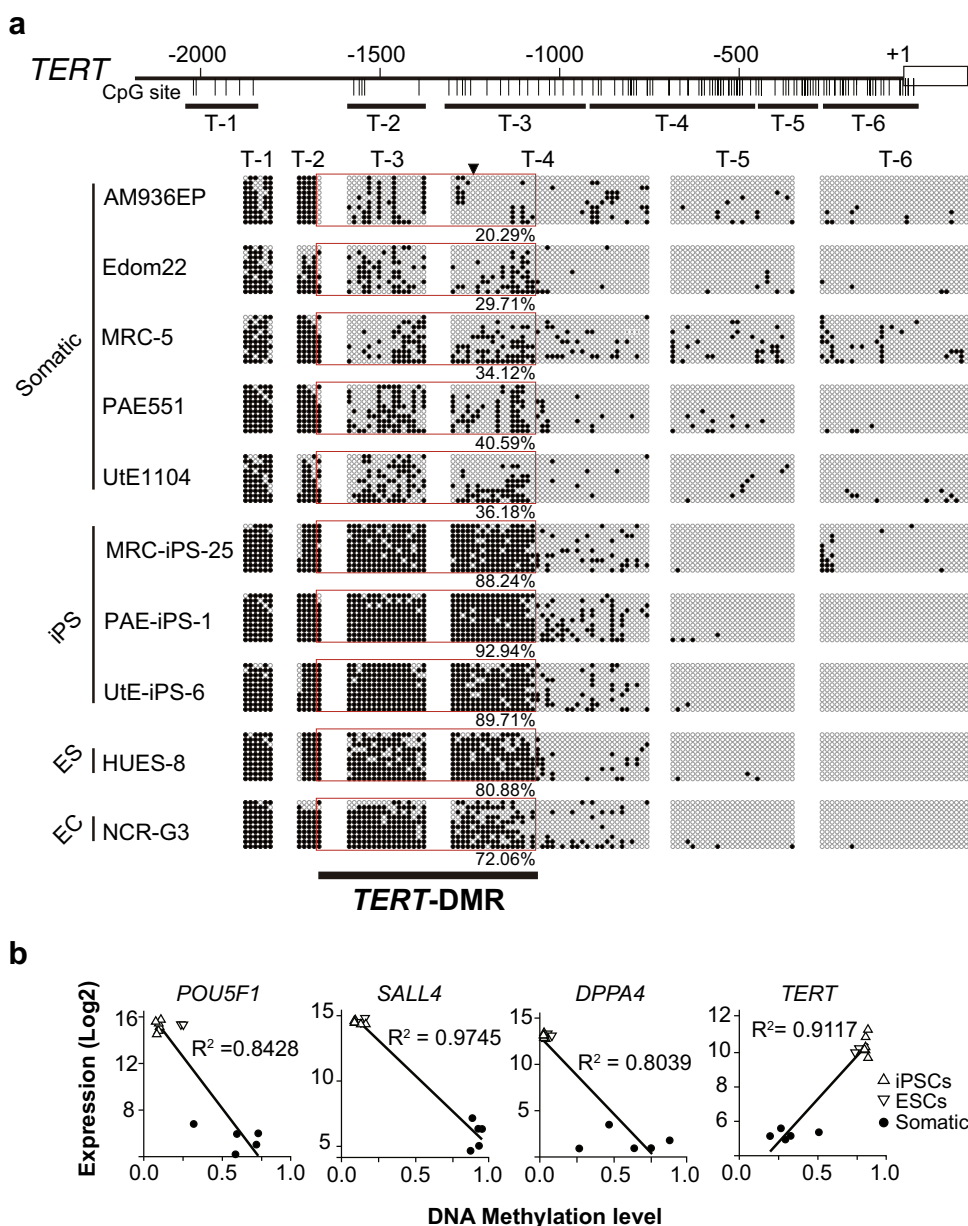 a
-2000 -1500 -1000 -500 +1
TERT
CpG site
T-1 T-2 T-3 T-4 T-5 T-6
T-1 T-2 T-3 T-4 T-5 T-6
Somatic
AM936EP
20.29%
Edom22
29.71%
MRC-5
34.12%
PAE551
40.59%
UtE1104
36.18%
iPS
MRC-iPS-25
88.24%
PAE-iPS-1
92.94%
UtE-iPS-6
89.71%
ES
HUES-8
80.88%
EC
NCR-G3
72.06%
TERT-DMR
b
Expression (Log2)
POU5F1
16
12
8
R² =0.8428
0.0 0.5 1.0
SALL4
15
10
5
R² = 0.9745
0.0 0.5 1.0
DPPA4
15
10
5
R² = 0.8039
0.0 0.5 1.0
TERT
12
10
8
6
R²= 0.9117
0.0 0.5 1.0
△ iPSCs
▽ ESCs
● Somatic
DNA Methylation level